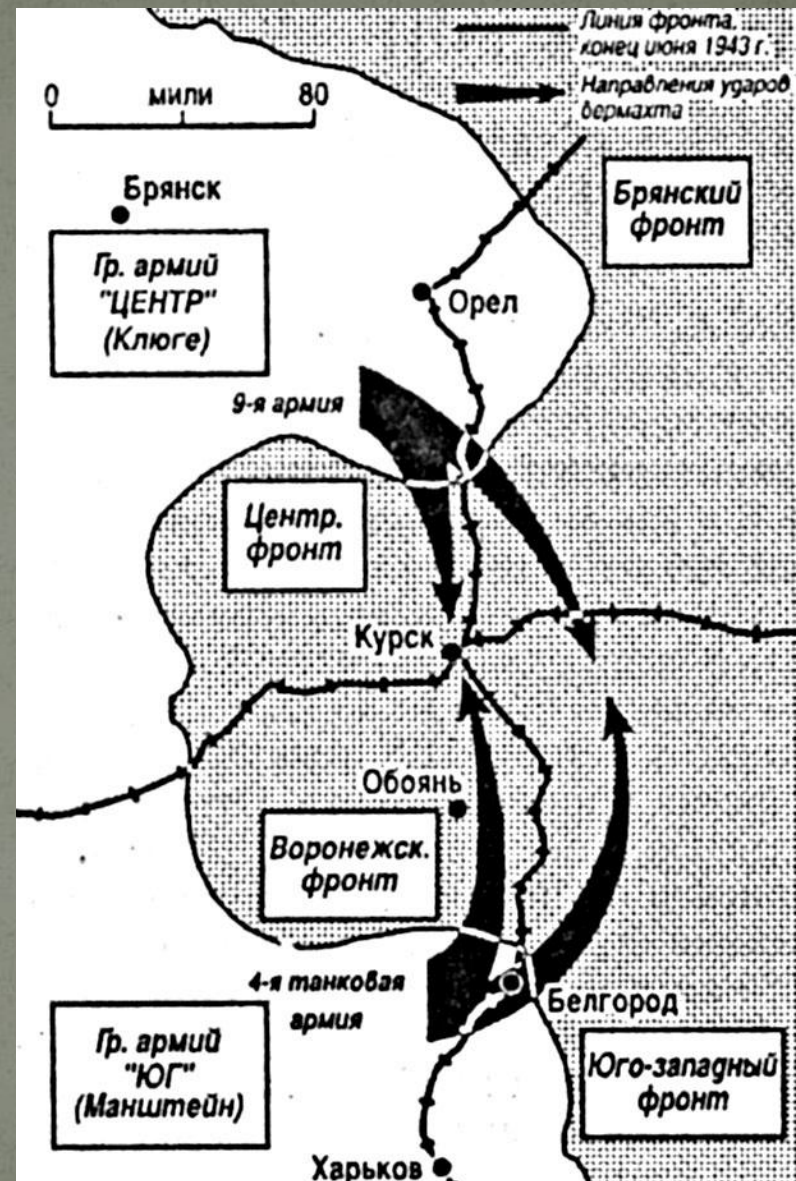 Линия фронта.
конец июня 1943 г.
Направления ударов
вермахта
0 мили 80
Брянск
Брянский
фронт
Гр. армий
"ЦЕНТР"
(Клюге)
Орел
9-я армия
Центр.
фронт
Курск
Обоянь
Воронежск.
фронт
4-я танковая
армия
Белгород
Гр. армий
"ЮГ"
(Манштейн)
Юго-западный
фронт
Харьков